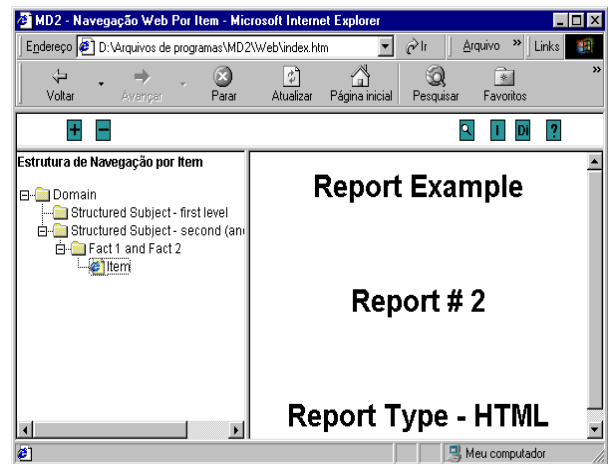 MD2 - Navegação Web Por Item - Microsoft Internet Explorer
Endereço D:\Arquivos de programas\MD2\Web\index.htm Ir Arquivo » Links
Voltar Avançar Parar Atualizar Página inicial Pesquisar Favoritos »
+ - I Di ?
Estrutura de Navegação por Item
Domain
Structured Subject - first level
Structured Subject - second (an
Fact 1 and Fact 2
Item
Report Example
Report # 2
Report Type - HTML
Meu computador